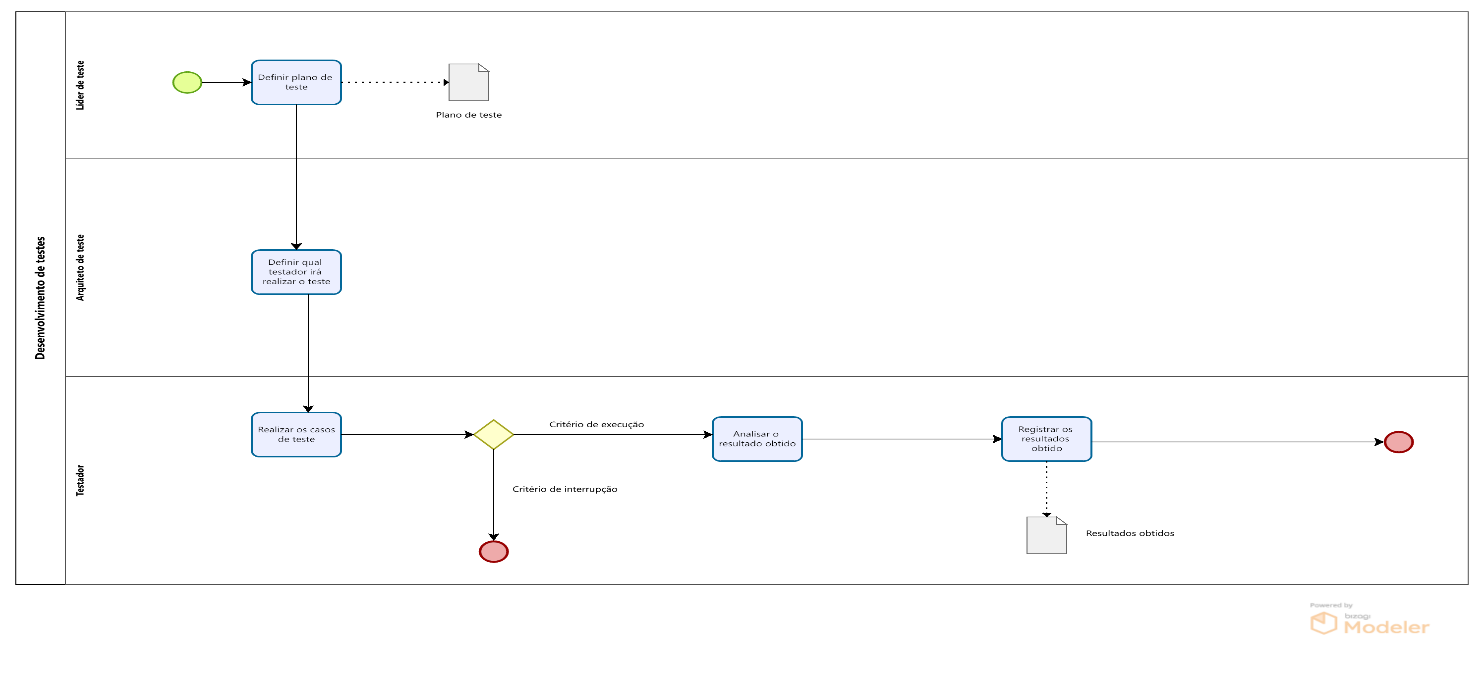 Desenvolvimento de testes
Líder de teste
Definir plano de
teste
Plano de teste
Arquiteto de teste
Definir qual
testador irá
realizar o teste
Testador
Realizar os casos
de teste
Critério de execução
Critério de interrupção
Analisar o
resultado obtido
Registrar os
resultados
obtido
Resultados obtidos
Powered by
bizagi
Modeler